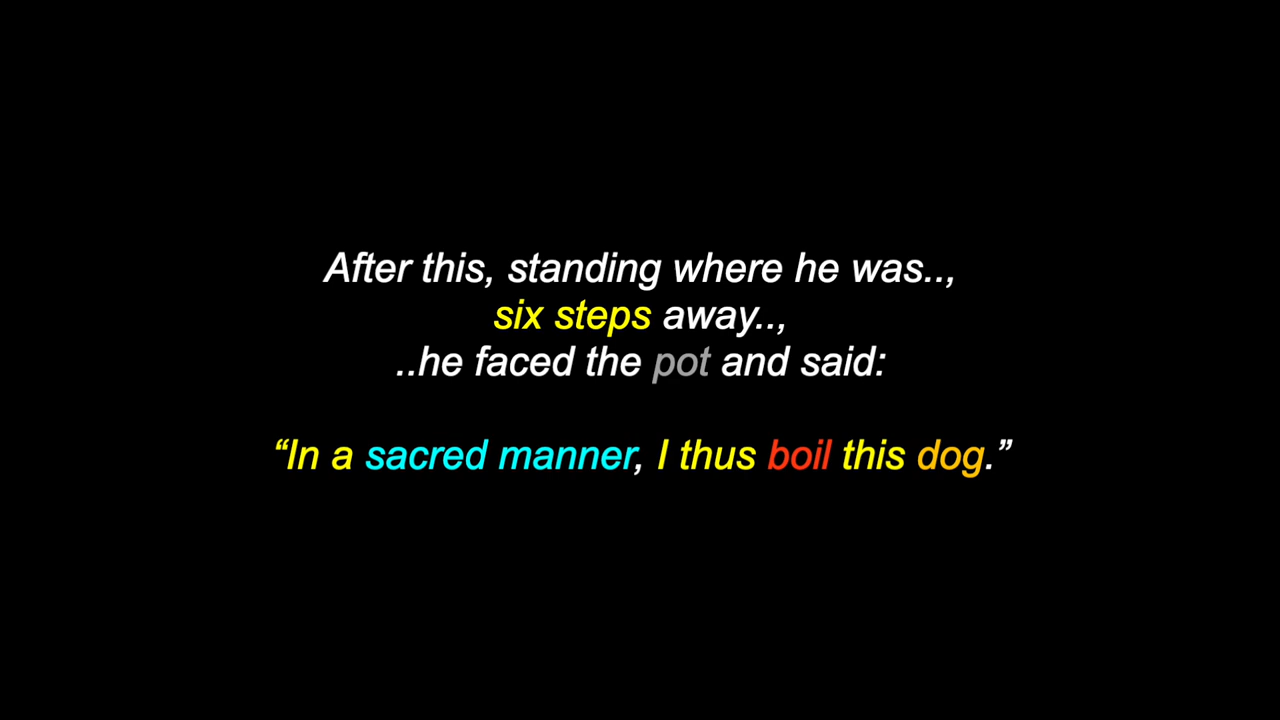 After this, standing where he was..,
six steps away..,
..he faced the pot and said:
“In a sacred manner, I thus boil this dog.”